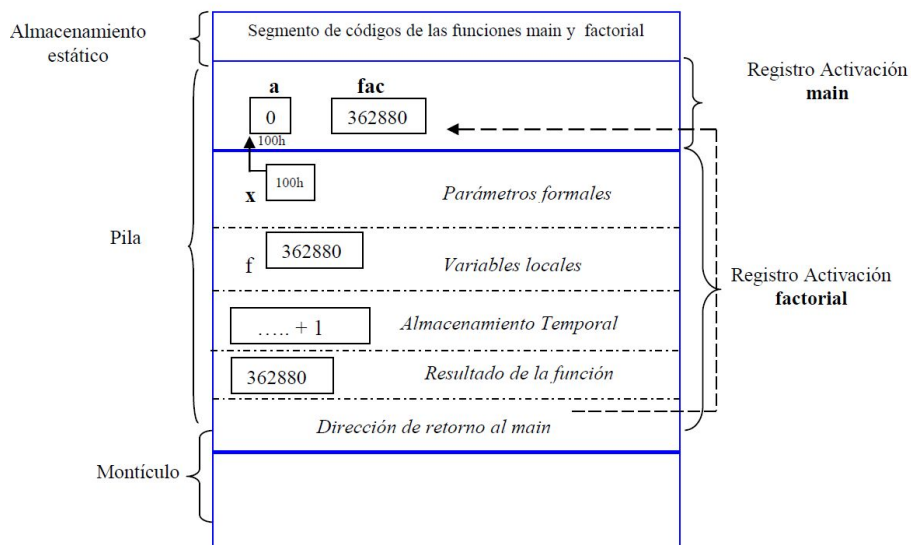 Almacenamiento
estático
Segmento de códigos de las funciones main y factorial
Registro Activación
main
a
fac
0
362880
100h
x
100h
Parámetros formales
Pila
f
362880
Variables locales
Registro Activación
factorial
..... + 1
Almacenamiento Temporal
362880
Resultado de la función
Dirección de retorno al main
Montículo